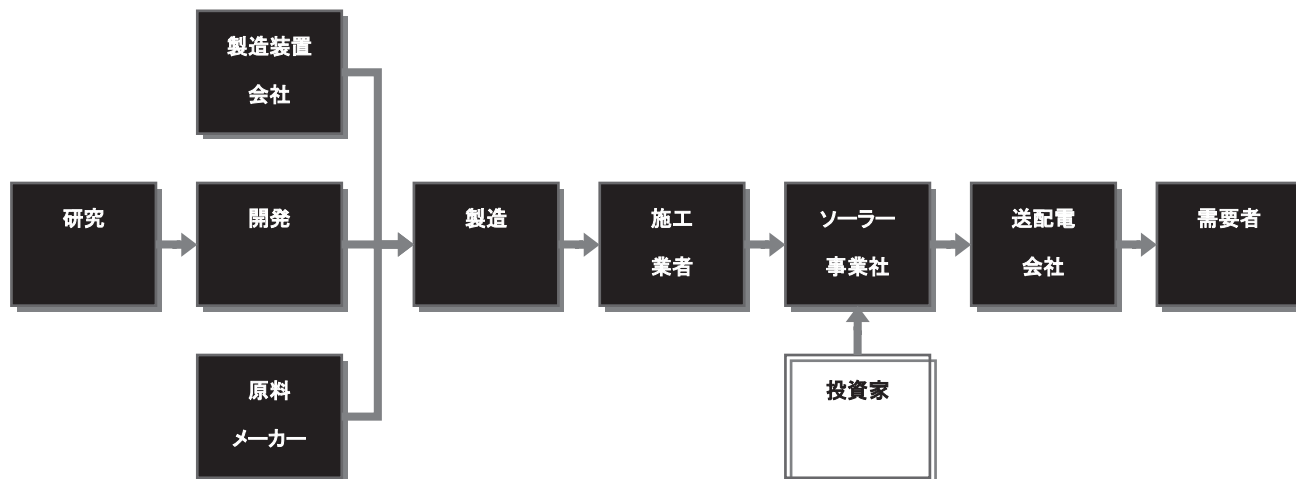 製造装置
会社
研究
開発
製造
施工
業者
ソーラー
事業社
送配電
会社
需要者
原料
メーカー
投資家